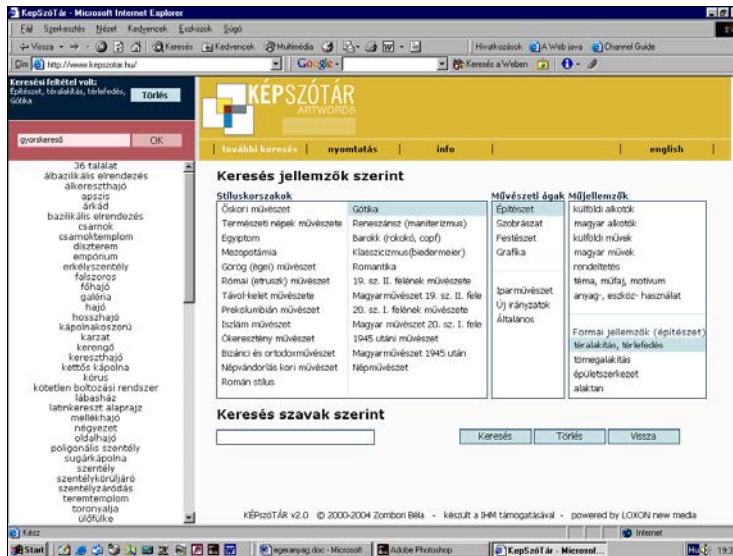 KépSzóTár - Microsoft Internet Explorer
Fájl Szerkesztés Nézet Kedvencek Eszközök Súgó
Vissza Keresés Kedvencek Multimédia Hivatkozások A Web java Channel Guide
Cím http://www.kepszotar.hu/ Google Keresés a Weben
Keresési feltétel volt:
Építészet, téralakítás, térlefedés,
Gótika
Törlés
KÉPSZÓTÁR
ARTWORDS
gyorskereső OK
további keresés | nyomtatás | info | | english |
36 találat
álbazilikális elrendezés
álkereszthajó
apszis
árkád
bazilikális elrendezés
csarnok
csarnoktemplom
díszterem
empórium
erkélyszentély
falszoros
főhajó
galéria
hajó
hosszhajó
kápolnakoszorú
karzat
kerengő
kereszthajó
kettős kápolna
kórus
kötetlen boltozási rendszer
lábasház
latinkereszt alaprajz
mellékhajó
négyezet
oldalhajó
poligonális szentély
sugárkápolna
szentély
szentélykörüljáró
szentélyzáródás
teremtemplom
toronyalja
ülőfülke
Keresés jellemzők szerint
Stíluskorszakok
Őskori művészet
Természeti népek művészete
Egyiptom
Mezopotámia
Görög (égei) művészet
Római (etruszk) művészet
Távol-kelet művészete
Prekolumbián művészet
Iszlám művészet
Ókeresztény művészet
Bizánci és ortodoxművészet
Népvándorlás kori művészet
Román stílus
Gótika
Reneszánsz (maniterizmus)
Barokk (rokokó, copf)
Klasszicizmus(biedermeier)
Romantika
19. sz. II. felének művészete
Magyarművészet 19. sz. II. fele
20. sz. I. felének művészete
Magyar művészet 20. sz. I. fele
1945 utáni művészet
Magyarművészet 1945 után
Népművészet
Művészeti ágak
Építészet
Szobrászat
Festészet
Grafika
Iparművészet
Új irányzatok
Általános
Műjellemzők
külföldi alkotók
magyar alkotók
külföldi művek
magyar művek
rendeltetés
téma, műfaj, motívum
anyag-, eszköz- használat
Formai jellemzők (építészet)
téralakítás, térlefedés
tömegalakítás
épületszerkezet
alaktan
Keresés szavak szerint
Keresés Törlés Vissza
KÉPszóTÁR v2.0 © 2000-2004 Zombori Béla - készült a IHM támogatásával - powered by LOXON new media
Kész Internet
Start egranyag.doc - Microsoft ... Adobe Photoshop KépSzóTár - Microsof... Hu 19:3